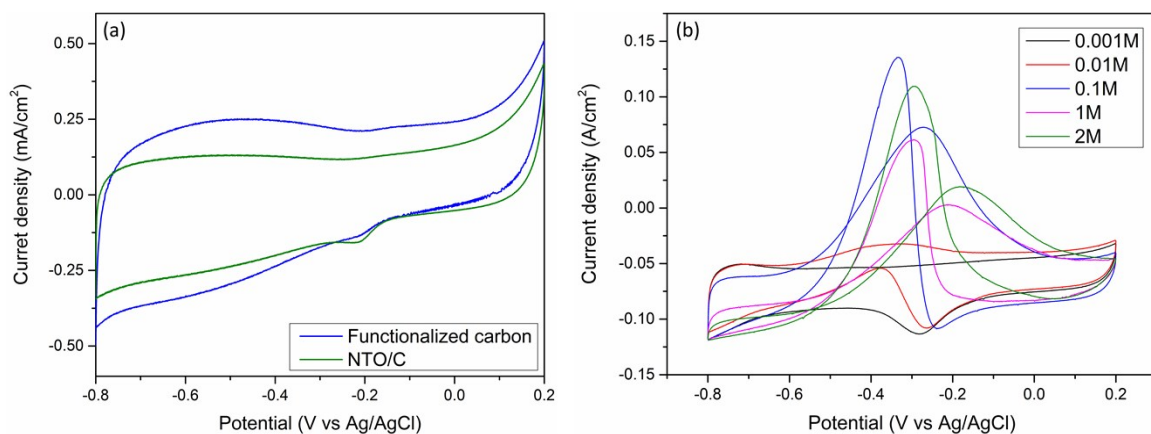 (a)
0.50
0.25
0.00
-0.25
-0.50
Curret density (mA/cm²)
-0.8
-0.6
-0.4
-0.2
0.0
0.2
Potential (V vs Ag/AgCl)
Functionalized carbon
NTO/C
(b)
0.15
0.10
0.05
0.00
-0.05
-0.10
-0.15
Current density (A/cm²)
-0.8
-0.6
-0.4
-0.2
0.0
0.2
Potential (V vs Ag/AgCl)
0.001M
0.01M
0.1M
1M
2M